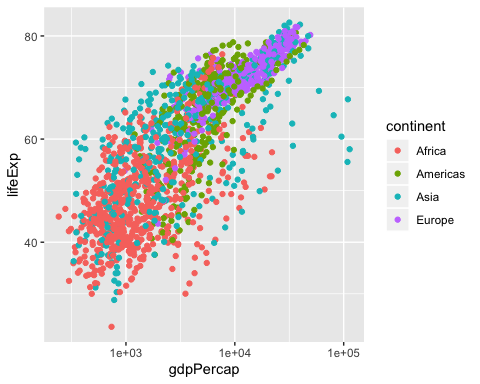 80
60
40
lifeExp
1e+03
1e+04
1e+05
gdpPercap
continent
Africa
Americas
Asia
Europe